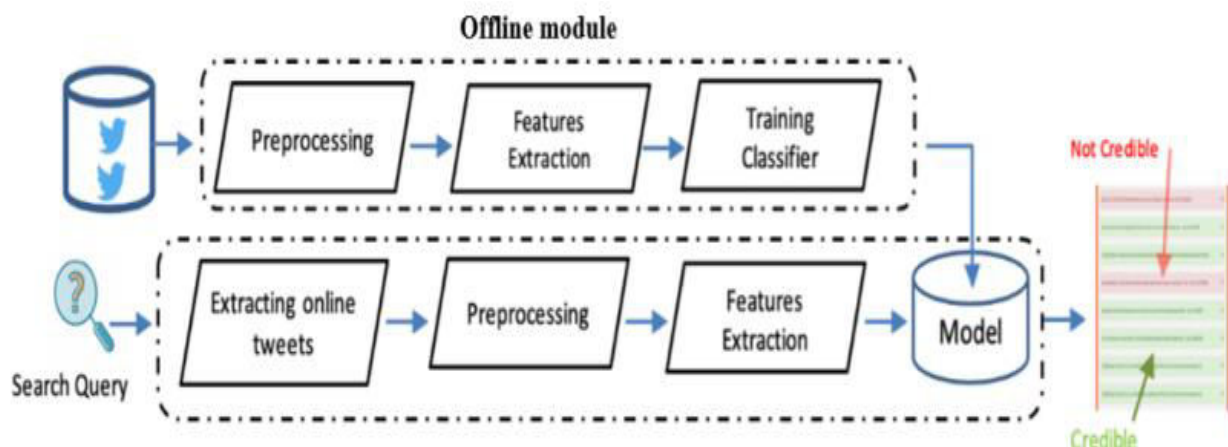 Offline module
Preprocessing
Features
Extraction
Training
Classifier
Not Credible
?
Search Query
Extracting online
tweets
Preprocessing
Features
Extraction
Model
Credible